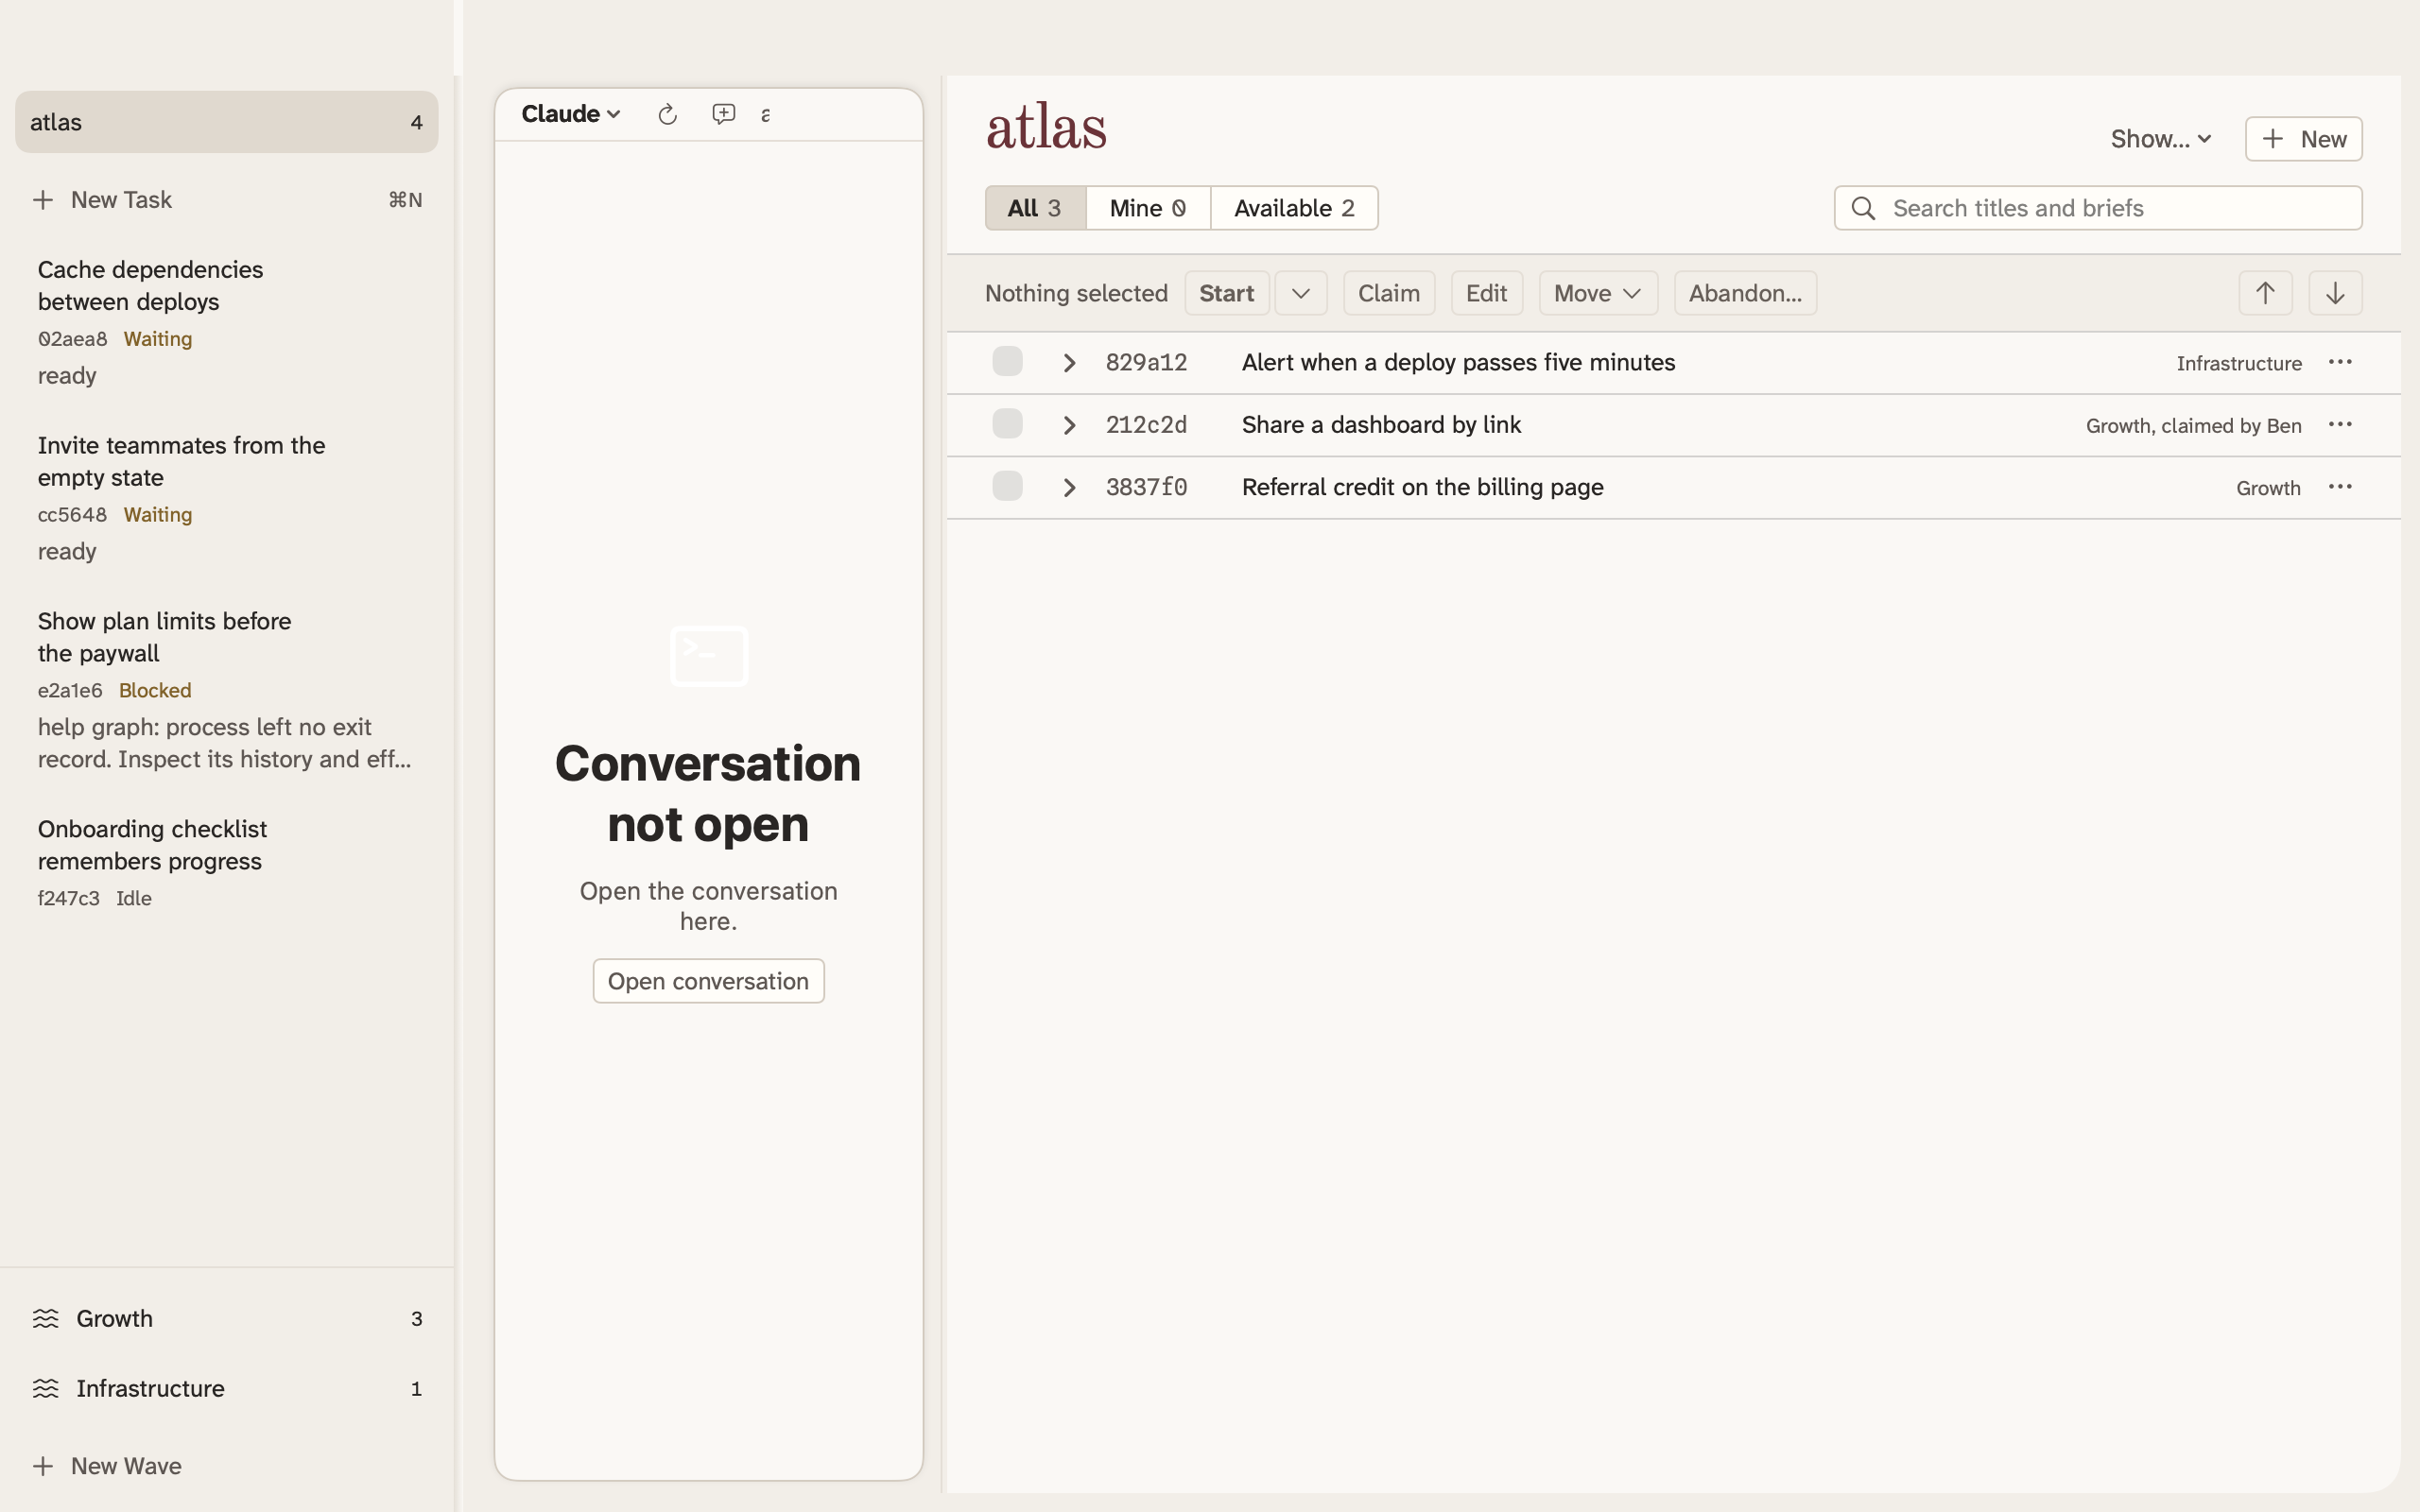 atlas 4
New Task ⌘N
Cache dependencies
between deploys
02aea8 Waiting
ready
Invite teammates from the
empty state
cc5648 Waiting
ready
Show plan limits before
the paywall
e2a1e6 Blocked
help graph: process left no exit
record. Inspect its history and eff...
Onboarding checklist
remembers progress
f247c3 Idle
Growth 3
Infrastructure 1
New Wave
Claude
Conversation
not open
Open the conversation
here.
Open conversation
atlas
Show... New
All 3 Mine 0 Available 2
Search titles and briefs
Nothing selected Start Claim Edit Move Abandon...
829a12 Alert when a deploy passes five minutes Infrastructure
212c2d Share a dashboard by link Growth, claimed by Ben
3837f0 Referral credit on the billing page Growth